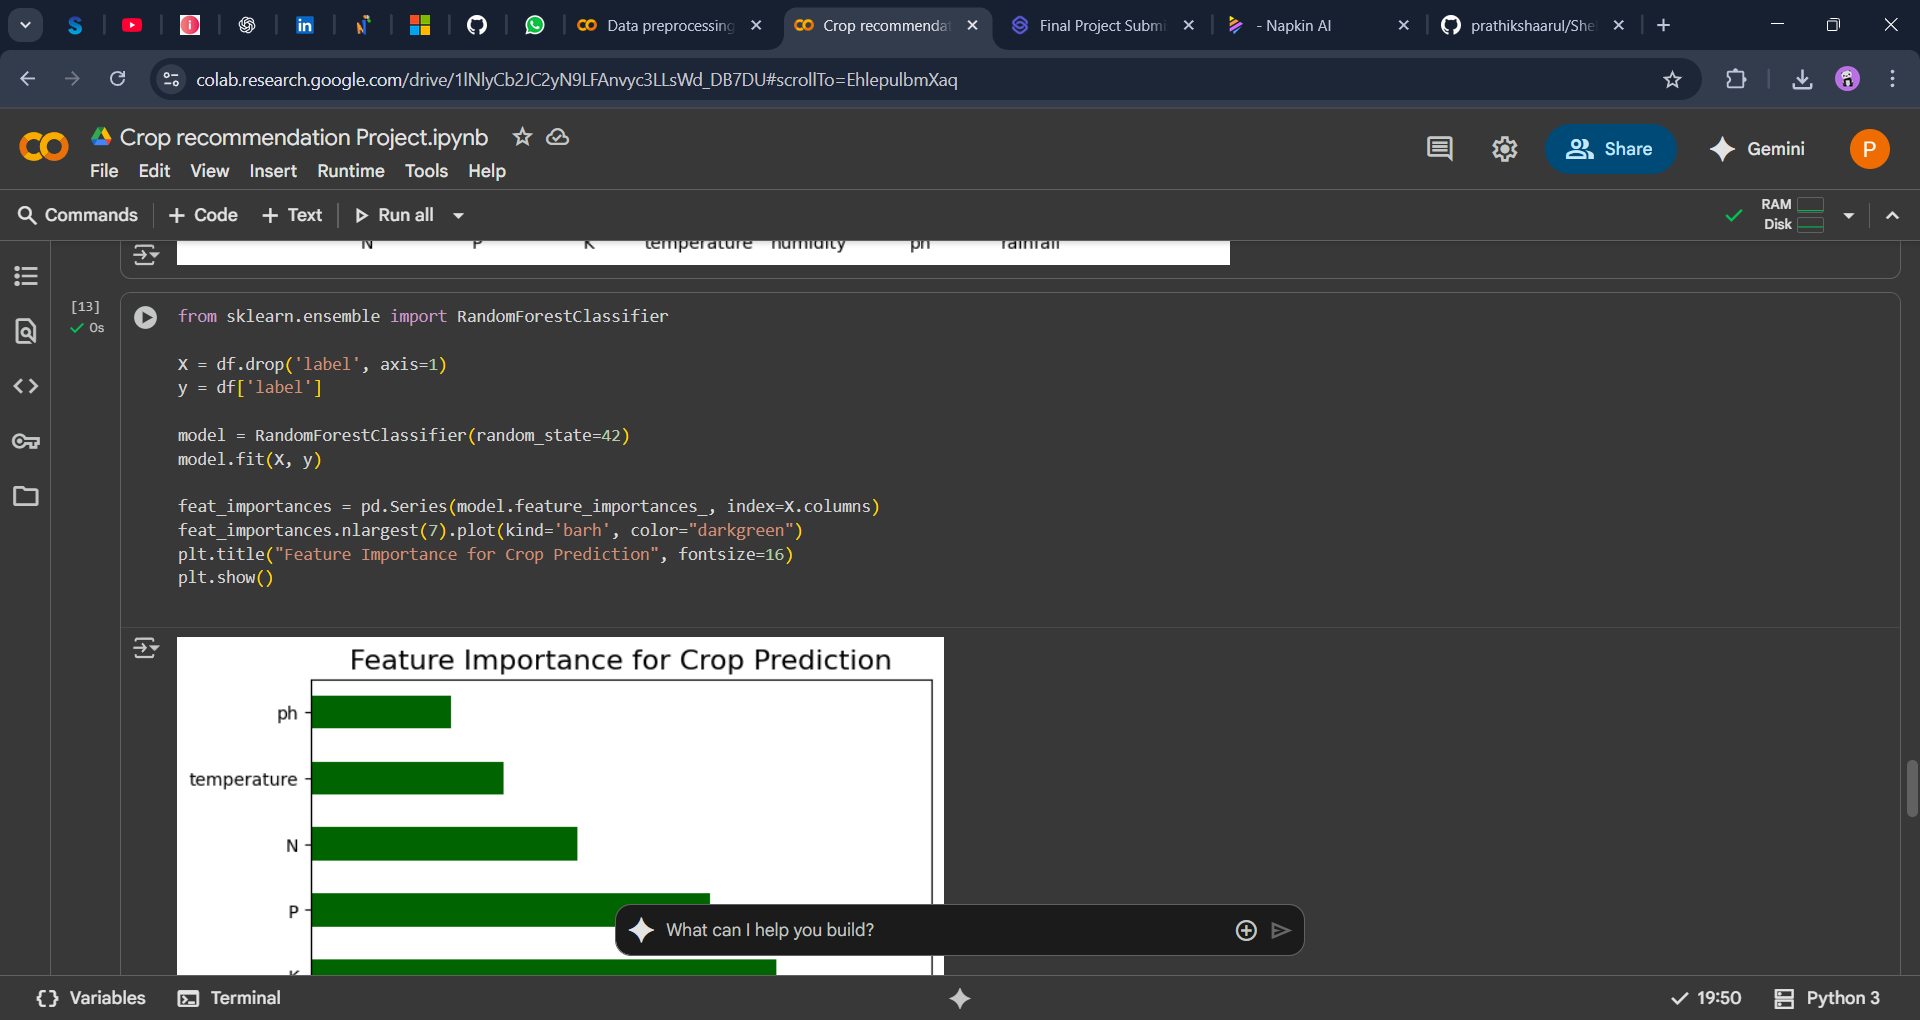 Data preprocessing
Crop recommendat
Final Project Submi
- Napkin AI
prathikshaarul/She
colab.research.google.com/drive/1lNlyCb2JC2yN9LFAnvyc3LLsWd_DB7DU#scrollTo=EhlepulbmXaq
Crop recommendation Project.ipynb
Share
Gemini
P
File Edit View Insert Runtime Tools Help
Commands + Code + Text Run all
RAM
Disk
N P K temperature humidity ph rainfall
[13]
0s
from sklearn.ensemble import RandomForestClassifier
X = df.drop('label', axis=1)
y = df['label']
model = RandomForestClassifier(random_state=42)
model.fit(X, y)
feat_importances = pd.Series(model.feature_importances_, index=X.columns)
feat_importances.nlargest(7).plot(kind='barh', color="darkgreen")
plt.title("Feature Importance for Crop Prediction", fontsize=16)
plt.show()
Feature Importance for Crop Prediction
ph
temperature
N
P
K
What can I help you build?
{} Variables Terminal
19:50 Python 3